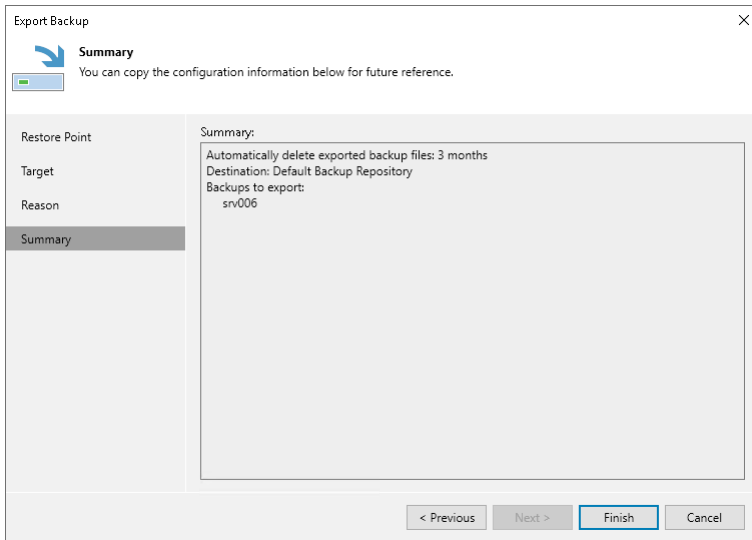 Export Backup
Summary
You can copy the configuration information below for future reference.
Restore Point
Target
Reason
Summary
Summary:
Automatically delete exported backup files: 3 months
Destination: Default Backup Repository
Backups to export:
srv006
< Previous
Next >
Finish
Cancel